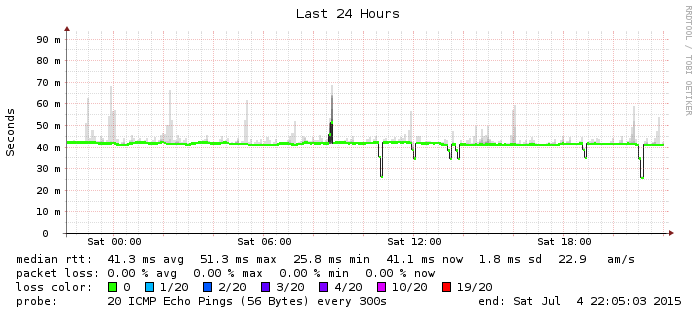 Last 24 Hours
RRDTOOL / TOBI OETIKER
Seconds
90 m
80 m
70 m
60 m
50 m
40 m
30 m
20 m
10 m
0
Sat 00:00 Sat 06:00 Sat 12:00 Sat 18:00
median rtt: 41.3 ms avg 51.3 ms max 25.8 ms min 41.1 ms now 1.8 ms sd 22.9 am/s
packet loss: 0.00 % avg 0.00 % max 0.00 % min 0.00 % now
loss color: 0 1/20 2/20 3/20 4/20 10/20 19/20
probe: 20 ICMP Echo Pings (56 Bytes) every 300s end: Sat Jul 4 22:05:03 2015